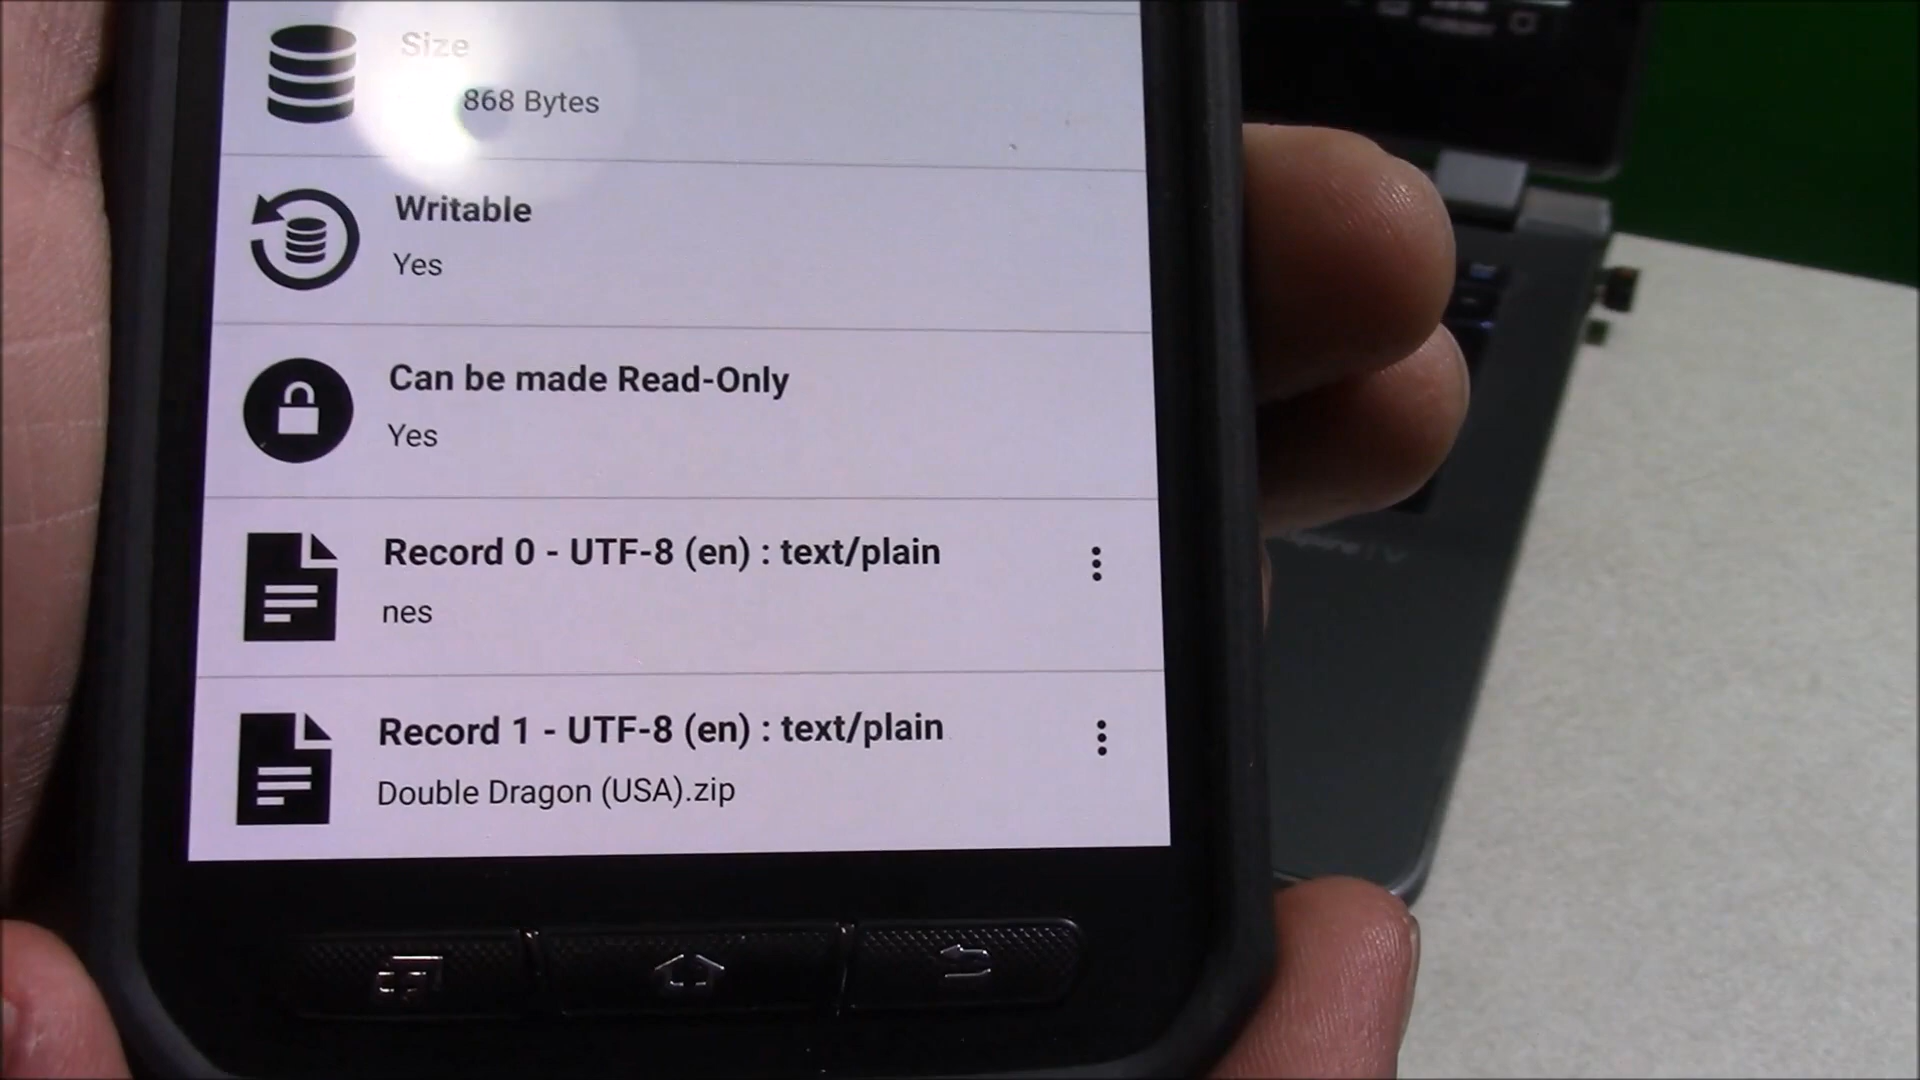 Size
868 Bytes
Writable
Yes
Can be made Read-Only
Yes
Record 0 - UTF-8 (en) : text/plain
nes
Record 1 - UTF-8 (en) : text/plain
Double Dragon (USA).zip